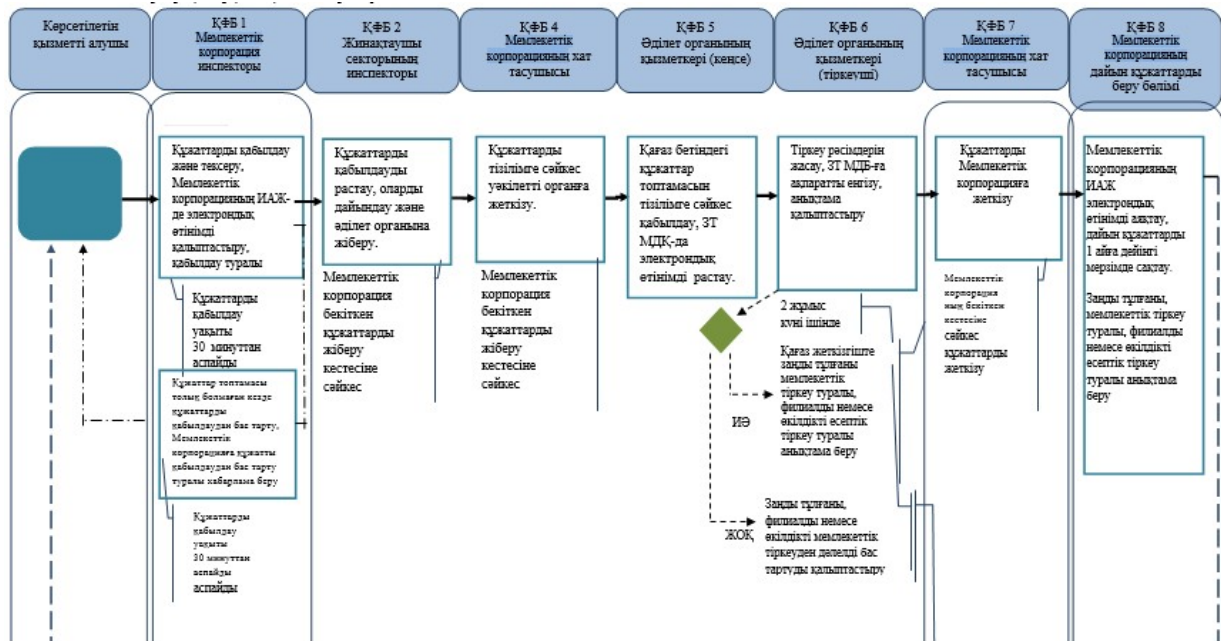 Көрсетілетін
қызметті алушы
ҚФБ 1
Мемлекеттік
корпорация
инспекторы
ҚФБ 2
Жинақтаушы
секторының
инспекторы
ҚФБ 4
Мемлекеттік
корпорацияның хат
тасушысы
ҚФБ 5
Әділет органының
қызметкері (кеңсе)
ҚФБ 6
Әділет органының
қызметкері
(тіркеуші)
ҚФБ 7
Мемлекеттік
корпорацияның хат
тасушысы
ҚФБ 8
Мемлекеттік
корпорацияның
дайын құжаттарды
беру бөлімі
Құжаттарды қабылдау
және тексеру,
Мемлекеттік
корпорацияның ИАЖ-
де электрондық
өтінімді
қалыптастыру,
қабылдау туралы
Құжаттарды
қабылдау
уақыты
30 минуттан
аспайды
Құжаттар топтамасы
толық болмаған кезде
құжаттарды
қабылдаудан бас тарту,
Мемлекеттік
корпорацияға құжатты
қабылдаудан бас тарту
туралы хабарлама беру
Құжаттарды
қабылдау
уақыты
30 минуттан
аспайды
аспайды
Құжаттарды
қабылдауды
растау, оларды
дайындау және
әділет органына
жіберу.
Мемлекеттік
корпорация
бекіткен
құжаттарды
жіберу
кестесіне
сәйкес
Құжаттарды
тізілімге сәйкес
уәкілетті органға
жеткізу.
Мемлекеттік
корпорация
бекіткен
құжаттарды
жіберу
кестесіне
сәйкес
Қағаз бетіндегі
құжаттар
топтамасын
тізілімге сәйкес
қабылдау, ЗТ
МДҚ-да
электрондық
өтінімді растау.
Тіркеу рәсімдерін
жасау, ЗТ МДБ-ға
ақпаратты енгізу,
анықтама
қалыптастыру
2 жұмыс
күні ішінде
Қағаз жеткізгіште
заңды тұлғаны
мемлекеттік
тіркеу туралы,
филиалды немесе
өкілдікті есептік
тіркеу туралы
анықтама беру
ИӘ
Заңды тұлғаны,
филиалды немесе
өкілдікті мемлекеттік
тіркеуден дәлелді бас
тартуды қалыптастыру
ЖОҚ
Құжаттарды
Мемлекеттік
корпорацияға
жеткізу
Мемлекеттік
корпорация
ның бекіткен
кестесіне
сәйкес
құжаттарды
жеткізу
Мемлекеттік
корпорацияның
ИАЖ
электрондық
өтінімді аяқтау,
дайын құжаттарды
1 айға дейінгі
мерзімде сақтау.
Заңды тұлғаны,
мемлекеттік тіркеу
туралы, филиалды
немесе өкілдікті
есептік тіркеу
туралы анықтама
беру